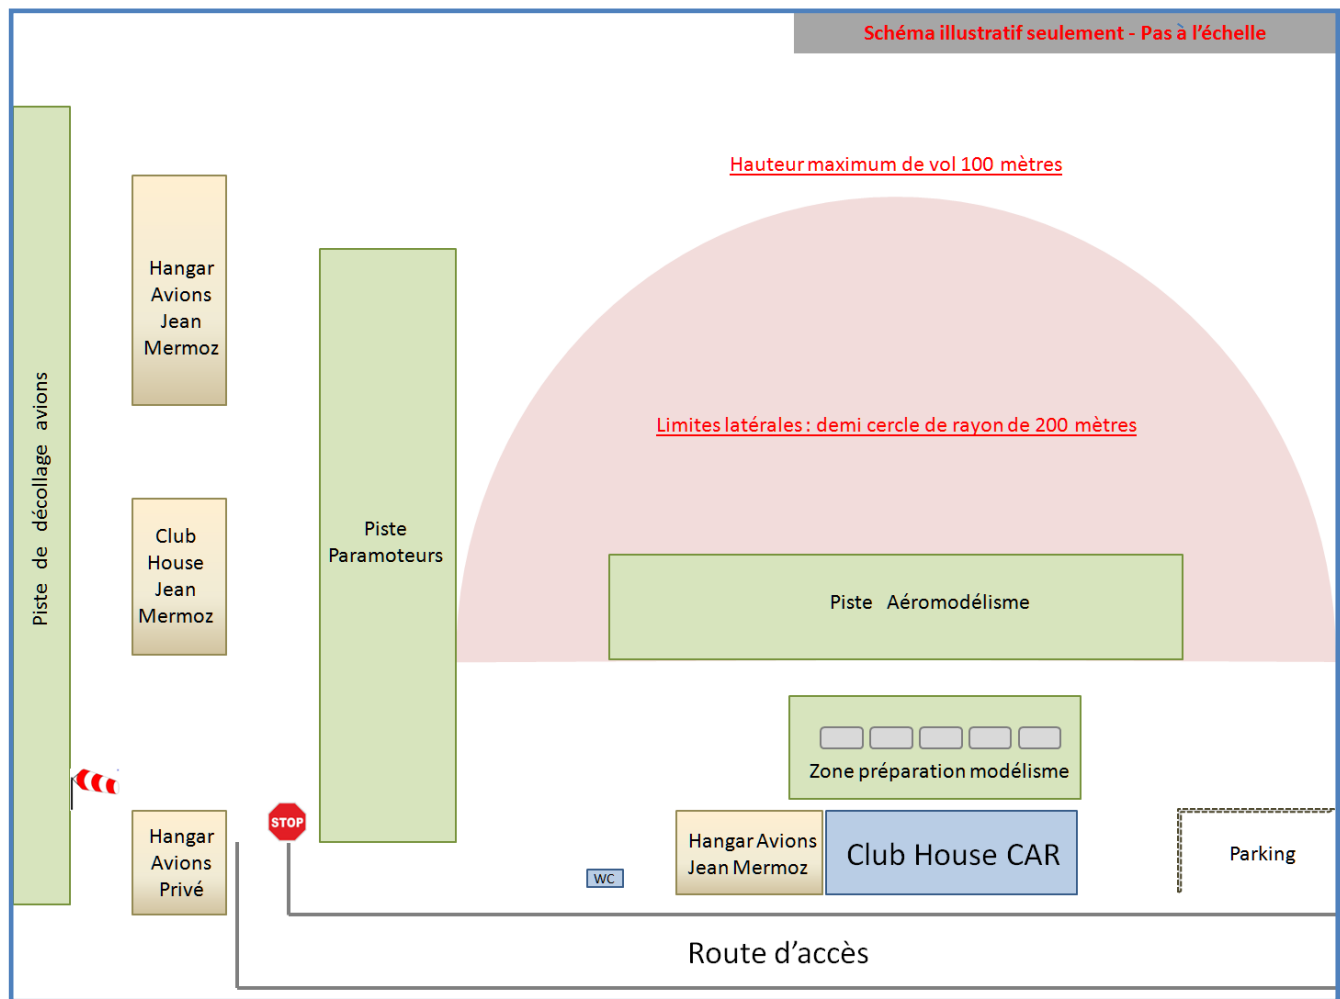 Schéma illustratif seulement - Pas à l'échelle
Hauteur maximum de vol 100 mètres
Hangar
Avions
Jean
Mermoz
Piste de décollage avions
Limites latérales : demi cercle de rayon de 200 mètres
Club
House
Jean
Mermoz
Piste
Paramoteurs
Piste Aéromodélisme
Zone préparation modélisme
STOP
Hangar
Avions
Privé
Hangar Avions
Jean Mermoz
Club House CAR
Parking
WC
Route d'accès